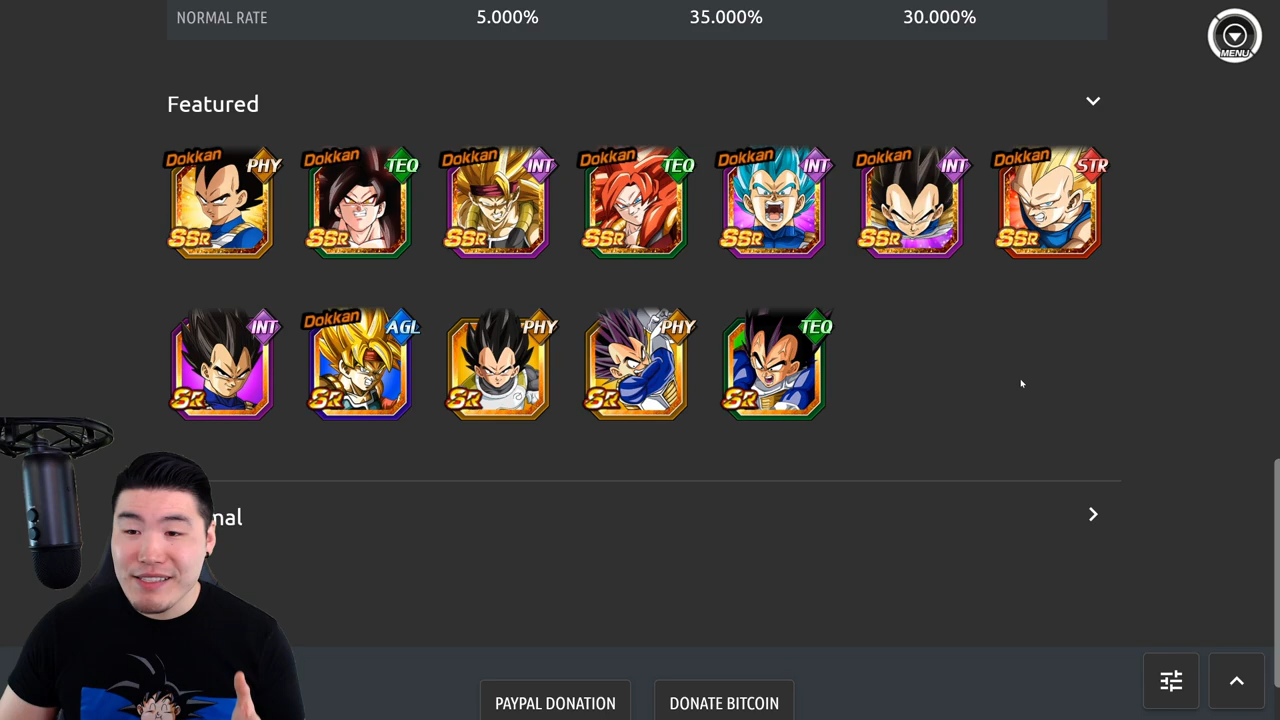 NORMAL RATE 5.000% 35.000% 30.000%
MENU
Featured
Dokkan PHY Dokkan TEQ Dokkan INT Dokkan TEQ Dokkan INT Dokkan INT Dokkan STR
SSR SSR SSR SSR SSR SSR SSR
INT Dokkan AGL PHY PHY TEQ
SR SR SR SR SR
mal
PAYPAL DONATION DONATE BITCOIN